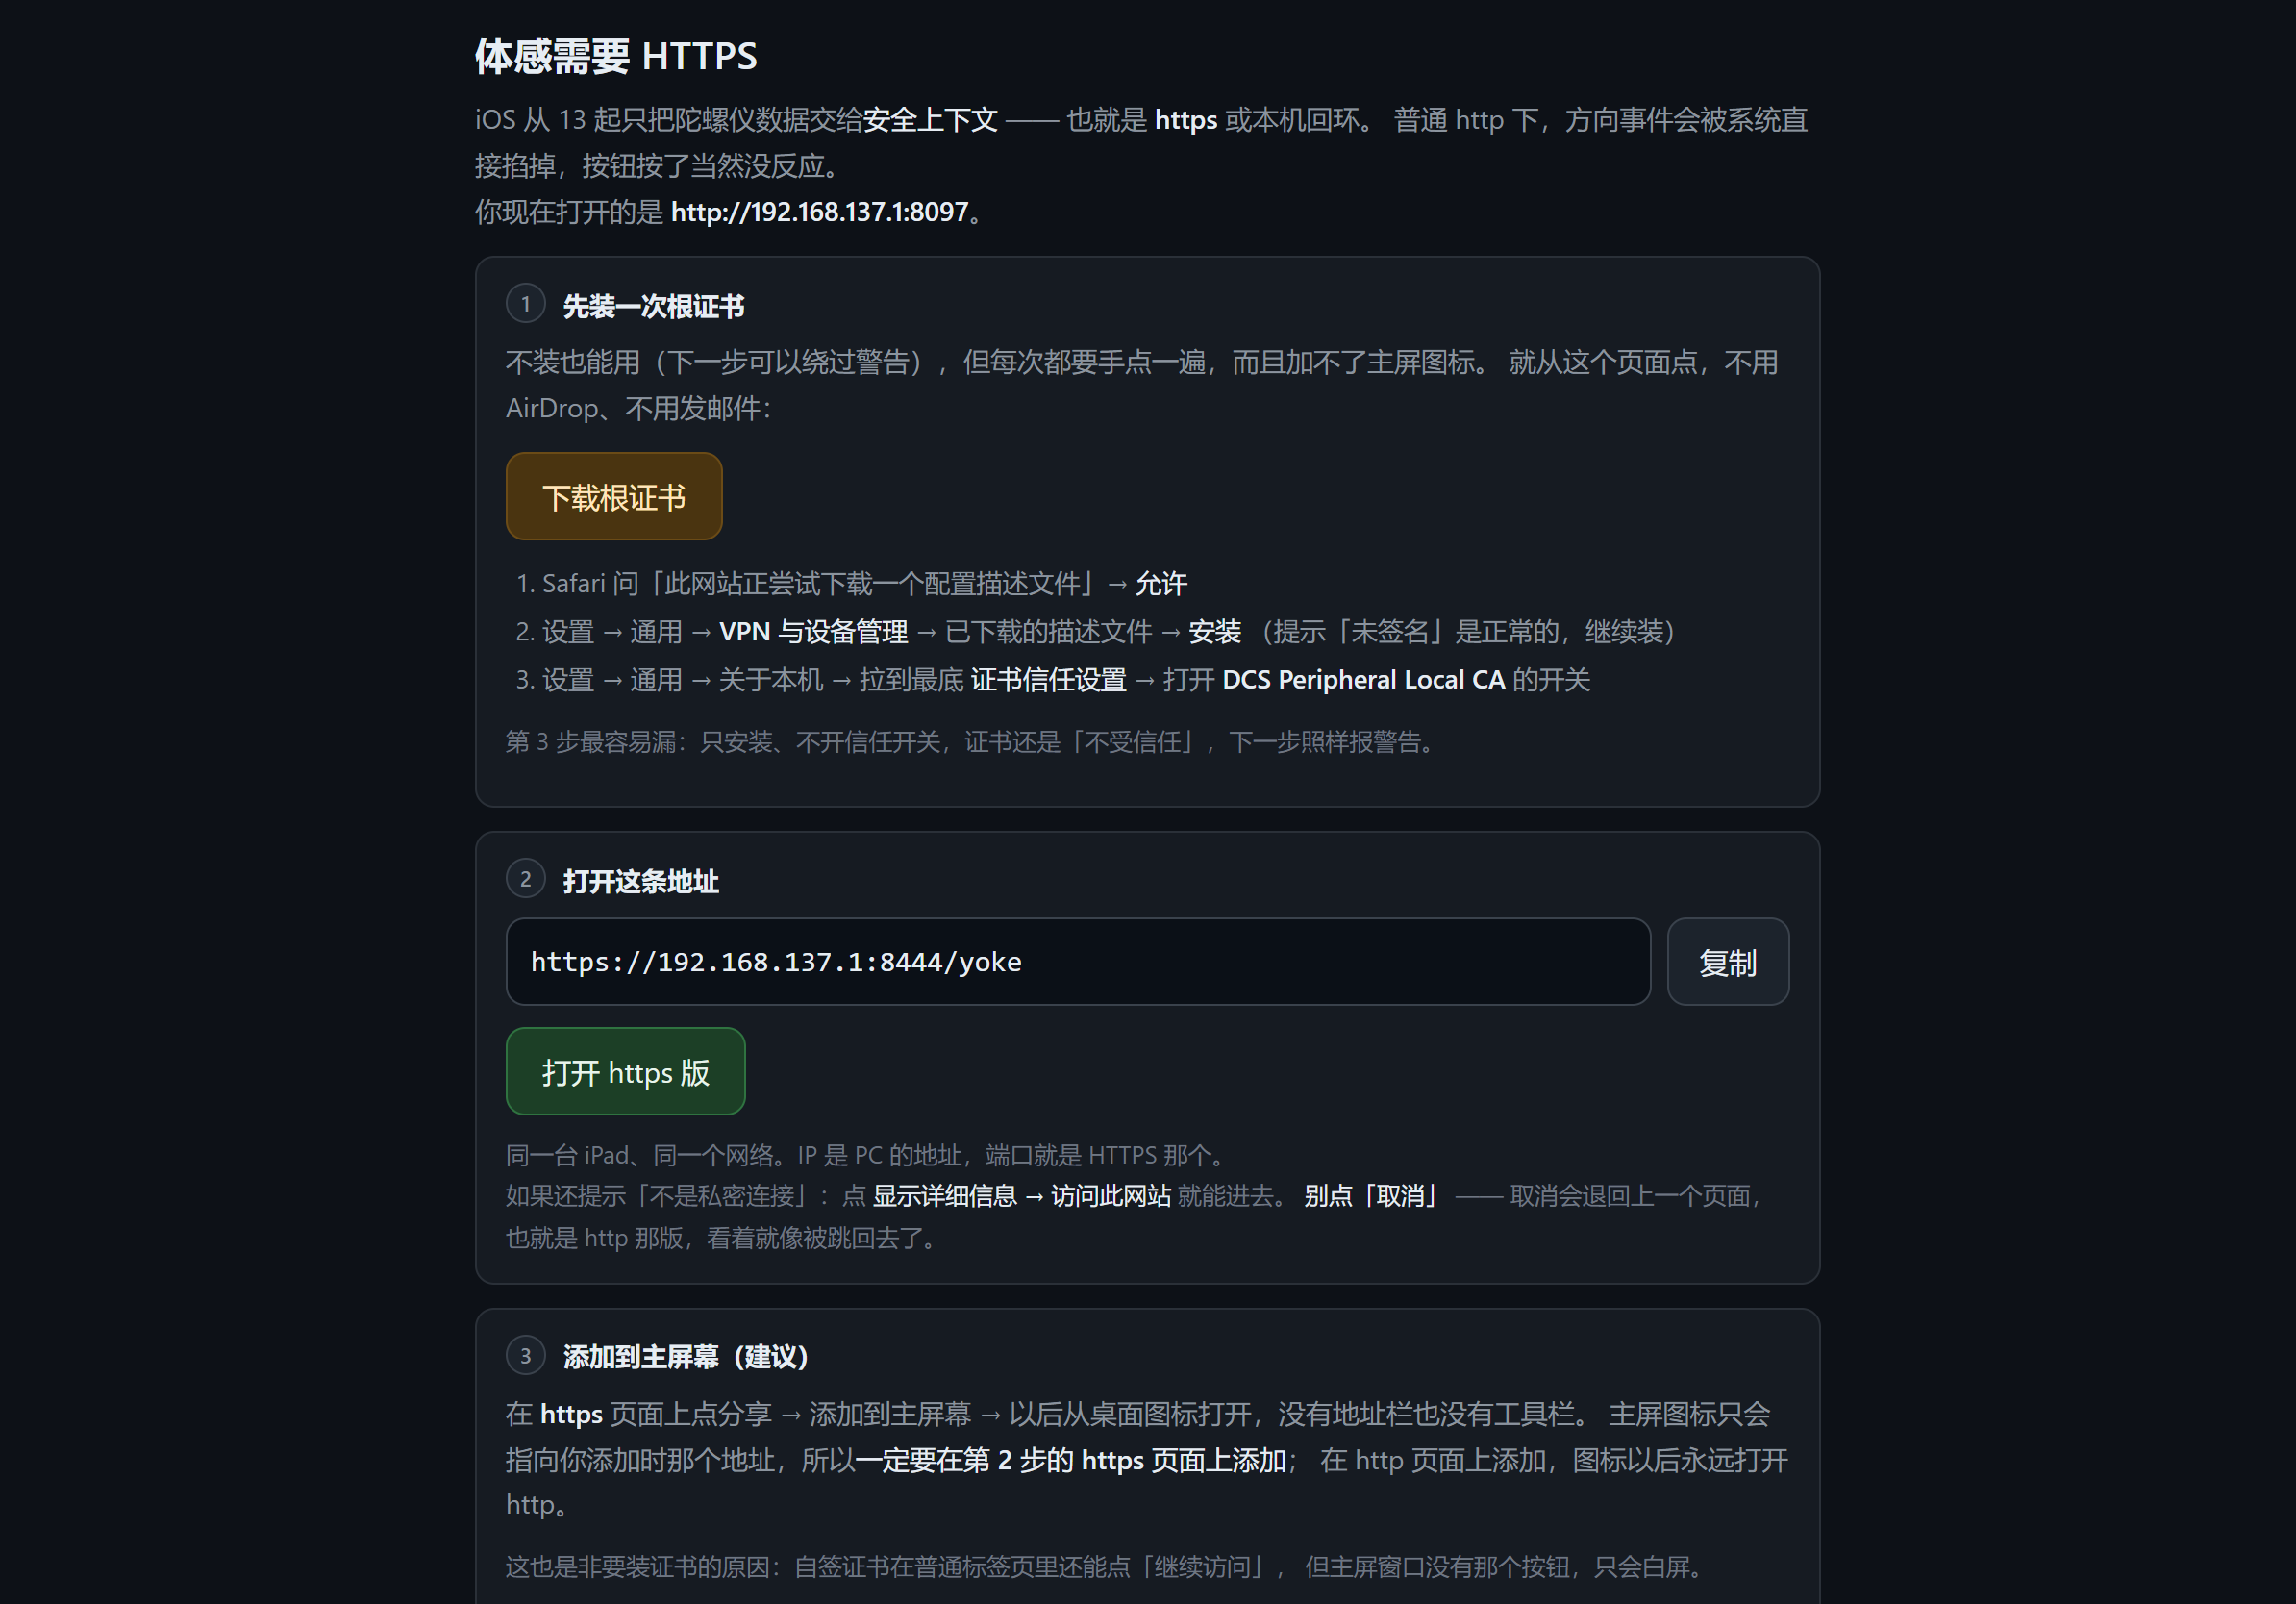 体感需要 HTTPS
iOS 从 13 起只把陀螺仪数据交给安全上下文 —— 也就是 https 或本机回环。 普通 http 下，方向事件会被系统直
接掐掉，按钮按了当然没反应。
你现在打开的是 http://192.168.137.1:8097。
1 先装一次根证书
不装也能用（下一步可以绕过警告），但每次都要手点一遍，而且加不了主屏图标。 就从这个页面点，不用
AirDrop、不用发邮件：
下载根证书
1. Safari 问「此网站正尝试下载一个配置描述文件」→ 允许
2. 设置 → 通用 → VPN 与设备管理 → 已下载的描述文件 → 安装 （提示「未签名」是正常的，继续装）
3. 设置 → 通用 → 关于本机 → 拉到最底 证书信任设置 → 打开 DCS Peripheral Local CA 的开关
第 3 步最容易漏：只安装、不开信任开关，证书还是「不受信任」，下一步照样报警告。
2 打开这条地址
https://192.168.137.1:8444/yoke
复制
打开 https 版
同一台 iPad、同一个网络。IP 是 PC 的地址，端口就是 HTTPS 那个。
如果还提示「不是私密连接」：点 显示详细信息 → 访问此网站 就能进去。 别点「取消」 —— 取消会退回上一个页面，
也就是 http 那版，看着就像被跳回去了。
3 添加到主屏幕（建议）
在 https 页面上点分享 → 添加到主屏幕 → 以后从桌面图标打开，没有地址栏也没有工具栏。 主屏图标只会
指向你添加时那个地址，所以一定要在第 2 步的 https 页面上添加； 在 http 页面上添加，图标以后永远打开
http。
这也是非要装证书的原因：自签证书在普通标签页里还能点「继续访问」， 但主屏窗口没有那个按钮，只会白屏。